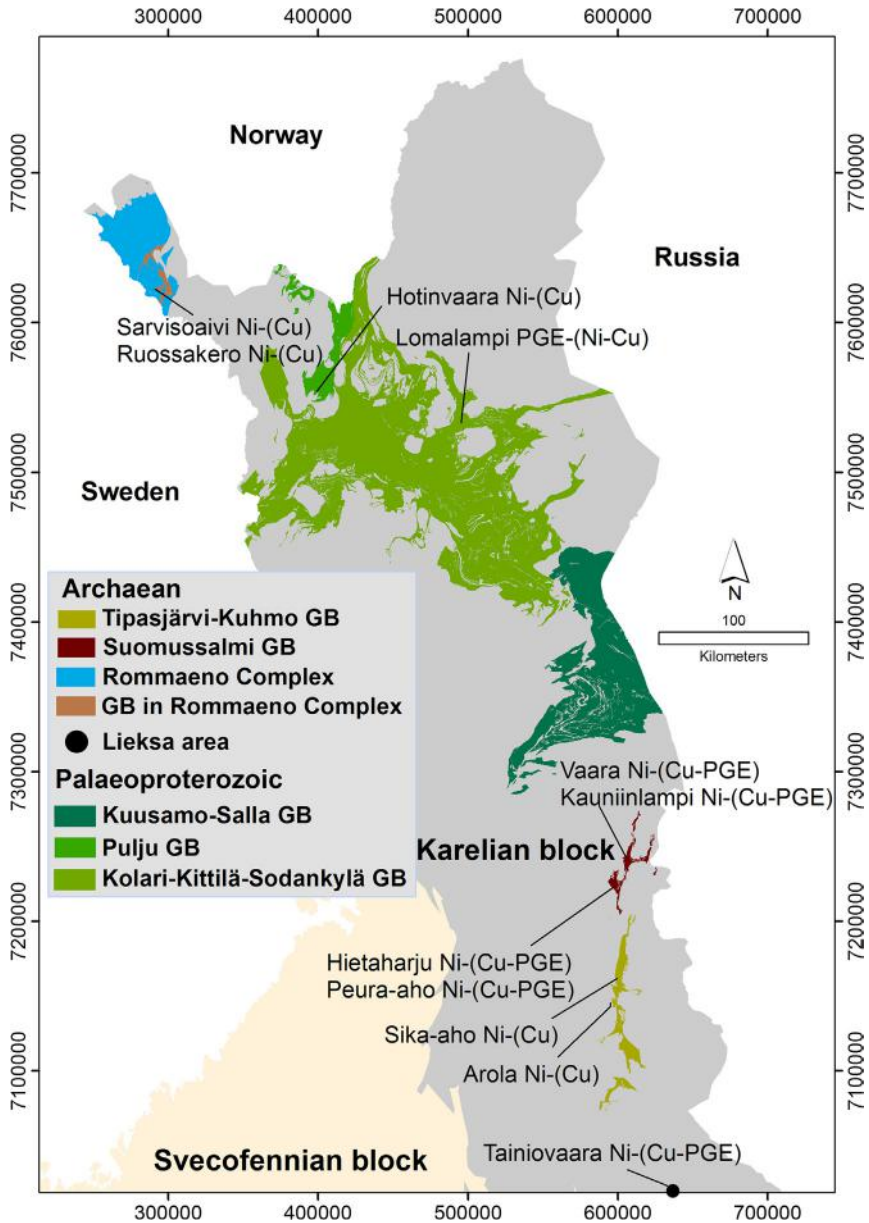 300000 400000 500000 600000 700000
Norway
Russia
Sweden
7700000
7600000
7500000
7400000
7300000
7200000
7100000
7700000
7600000
7500000
7400000
7300000
7200000
7100000
Hotinvaara Ni-(Cu)
Sarvisoaivi Ni-(Cu)
Ruossakero Ni-(Cu)
Lomalampi PGE-(Ni-Cu)
N
100
Kilometers
Archaean
Tipasjärvi-Kuhmo GB
Suomussalmi GB
Rommaeno Complex
GB in Rommaeno Complex
Lieksa area
Palaeoproterozoic
Kuusamo-Salla GB
Pulju GB
Kolari-Kittilä-Sodankylä GB
Vaara Ni-(Cu-PGE)
Kauniinlampi Ni-(Cu-PGE)
Karelian block
Hietaharju Ni-(Cu-PGE)
Peura-aho Ni-(Cu-PGE)
Sika-aho Ni-(Cu)
Arola Ni-(Cu)
Tainiovaara Ni-(Cu-PGE)
Svecofennian block
300000 400000 500000 600000 700000